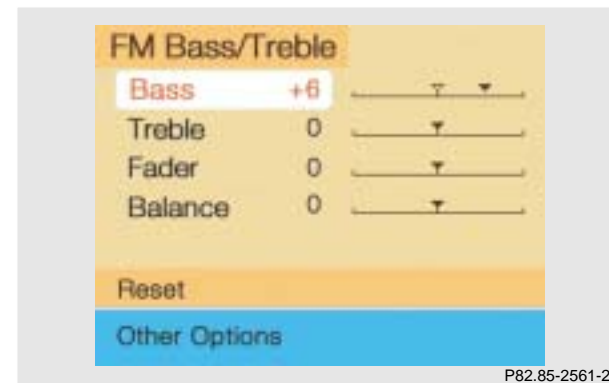 FM Bass/Treble
Bass +6
Treble 0
Fader 0
Balance 0
Reset
Other Options
P82.85-2561-2